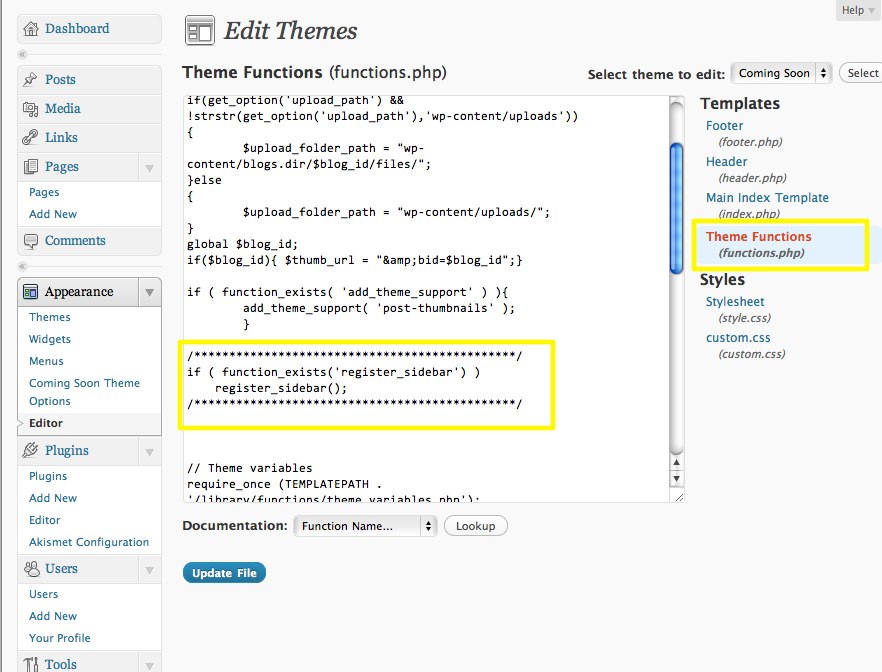 Help
Dashboard
Posts
Media
Links
Pages
Pages
Add New
Comments
Appearance
Themes
Widgets
Menus
Coming Soon Theme
Options
Editor
Plugins
Plugins
Add New
Editor
Akismet Configuration
Users
Users
Add New
Your Profile
Tools
Edit Themes
Theme Functions (functions.php)
Select theme to edit: Coming Soon Select
if(get_option('upload_path') &&
!strstr(get_option('upload_path'),'wp-content/uploads'))
{
$upload_folder_path = "wp-
content/blogs.dir/$blog_id/files/";
}else
{
$upload_folder_path = "wp-content/uploads/";
}
global $blog_id;
if($blog_id){ $thumb_url = "&amp;bid=$blog_id";}
if ( function_exists( 'add_theme_support' ) ){
add_theme_support( 'post-thumbnails' );
}
/**********************************************/
if ( function_exists('register_sidebar') )
register_sidebar();
/**********************************************/
// Theme variables
require_once (TEMPLATEPATH .
'/library/functions/theme_variables.php');
Documentation: Function Name... Lookup
Update File
Templates
Footer
(footer.php)
Header
(header.php)
Main Index Template
(index.php)
Theme Functions
(functions.php)
Styles
Stylesheet
(style.css)
custom.css
(custom.css)